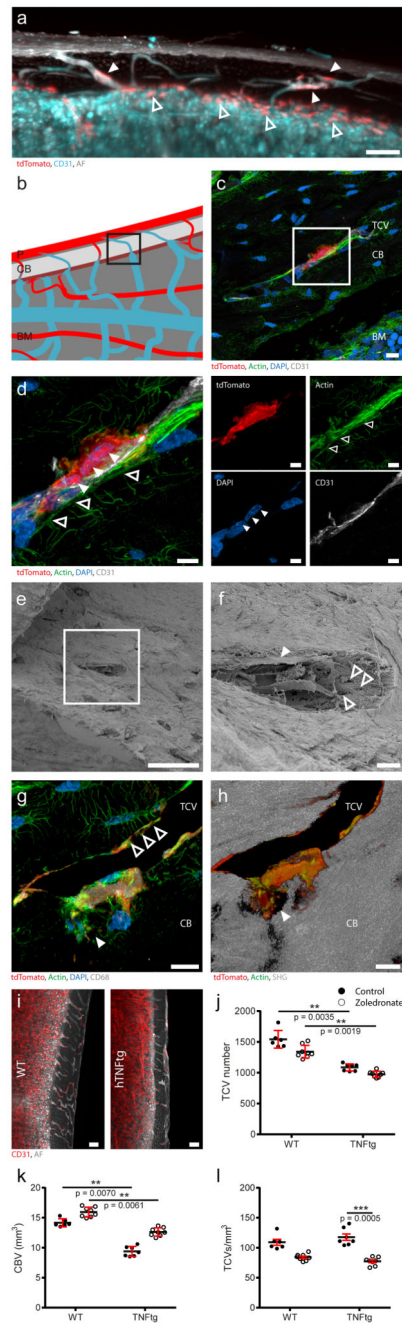 a
tdTomato, CD31, AF
b
c
P
CB
BM
TCV
CB
BM
tdTomato, Actin, DAPI, CD31
d
tdTomato
Actin
DAPI
CD31
tdTomato, Actin, DAPI, CD31
e
f
g
TCV
CB
tdTomato, Actin, DAPI, CD68
h
TCV
CB
tdTomato, Actin, SHG
i
WT
hTNFtg
CD31, AF
j
Control
Zoledronate
**
p = 0.0035
**
p = 0.0019
TCV number
2000
1500
1000
500
0
WT
TNFtg
k
**
p = 0.0070
**
p = 0.0061
CBV (mm³)
20
15
10
5
0
WT
TNFtg
l
***
p = 0.0005
TCVs/mm³
200
150
100
50
0
WT
TNFtg